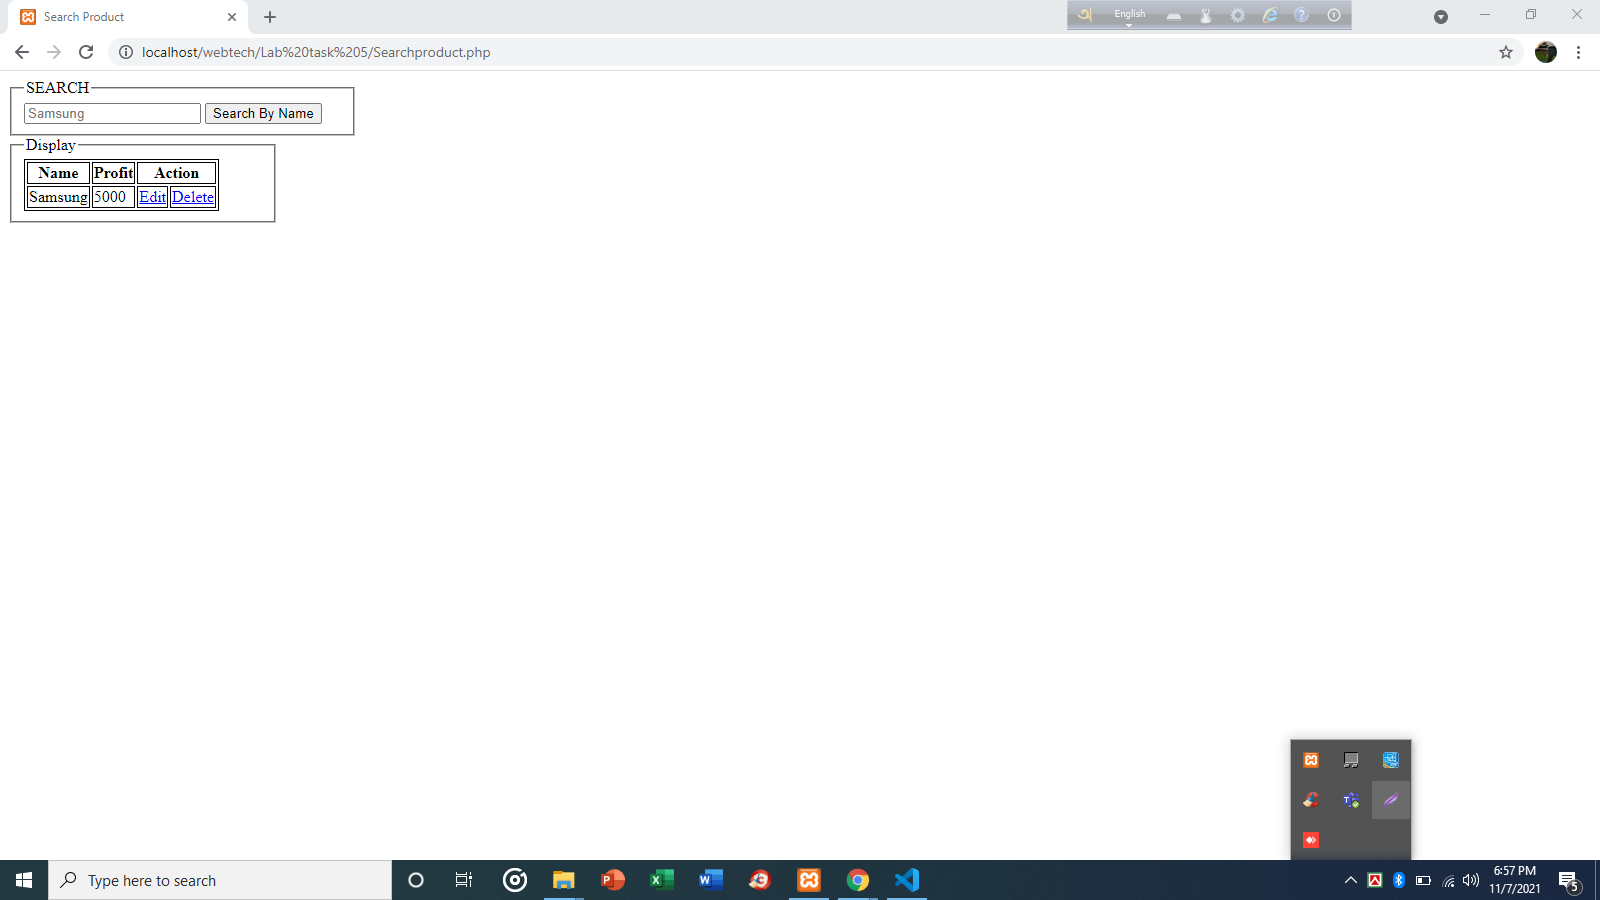 Search Product
English
localhost/webtech/Lab%20task%205/Searchproduct.php
SEARCH
Samsung Search By Name
Display
Name Profit Action
Samsung 5000 Edit Delete
Type here to search
6:57 PM
11/7/2021
5